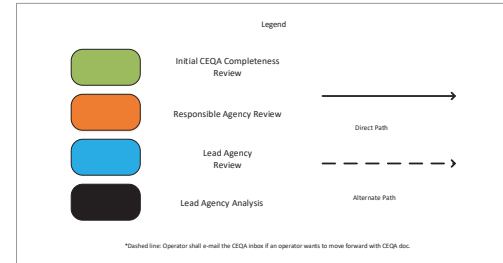 Legend
Initial CEQA Completeness
Review
Responsible Agency Review
Direct Path
Lead Agency
Review
Lead Agency Analysis
Alternate Path
*Dashed line: Operator shall e-mail the CEQA inbox if an operator wants to move forward with CEQA doc.